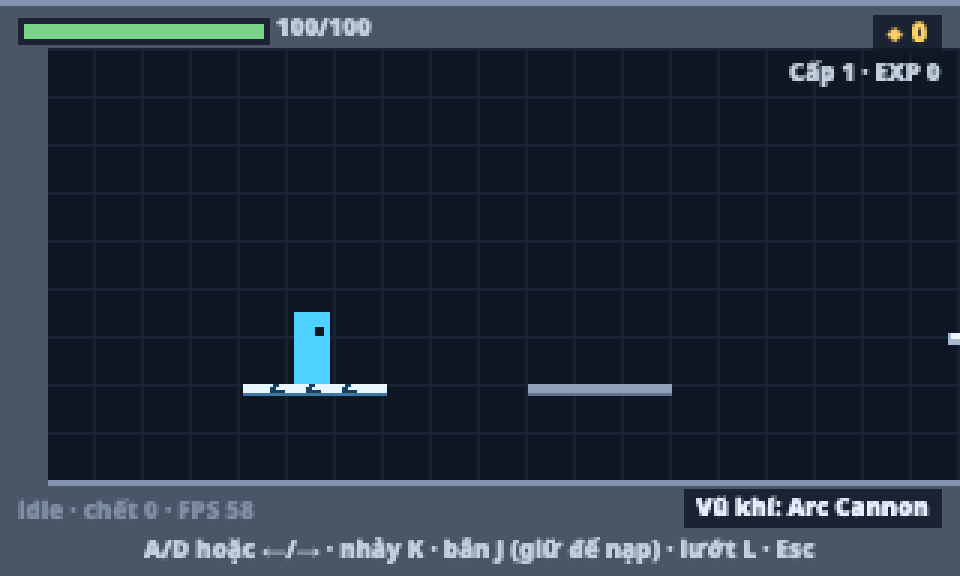 100/100
0
Cấp 1 · EXP 0
idle · chết 0 · FPS 58
Vũ khí: Arc Cannon
A/D hoặc ←/→ · nhảy K · bắn J (giữ để nạp) · lướt L · Esc